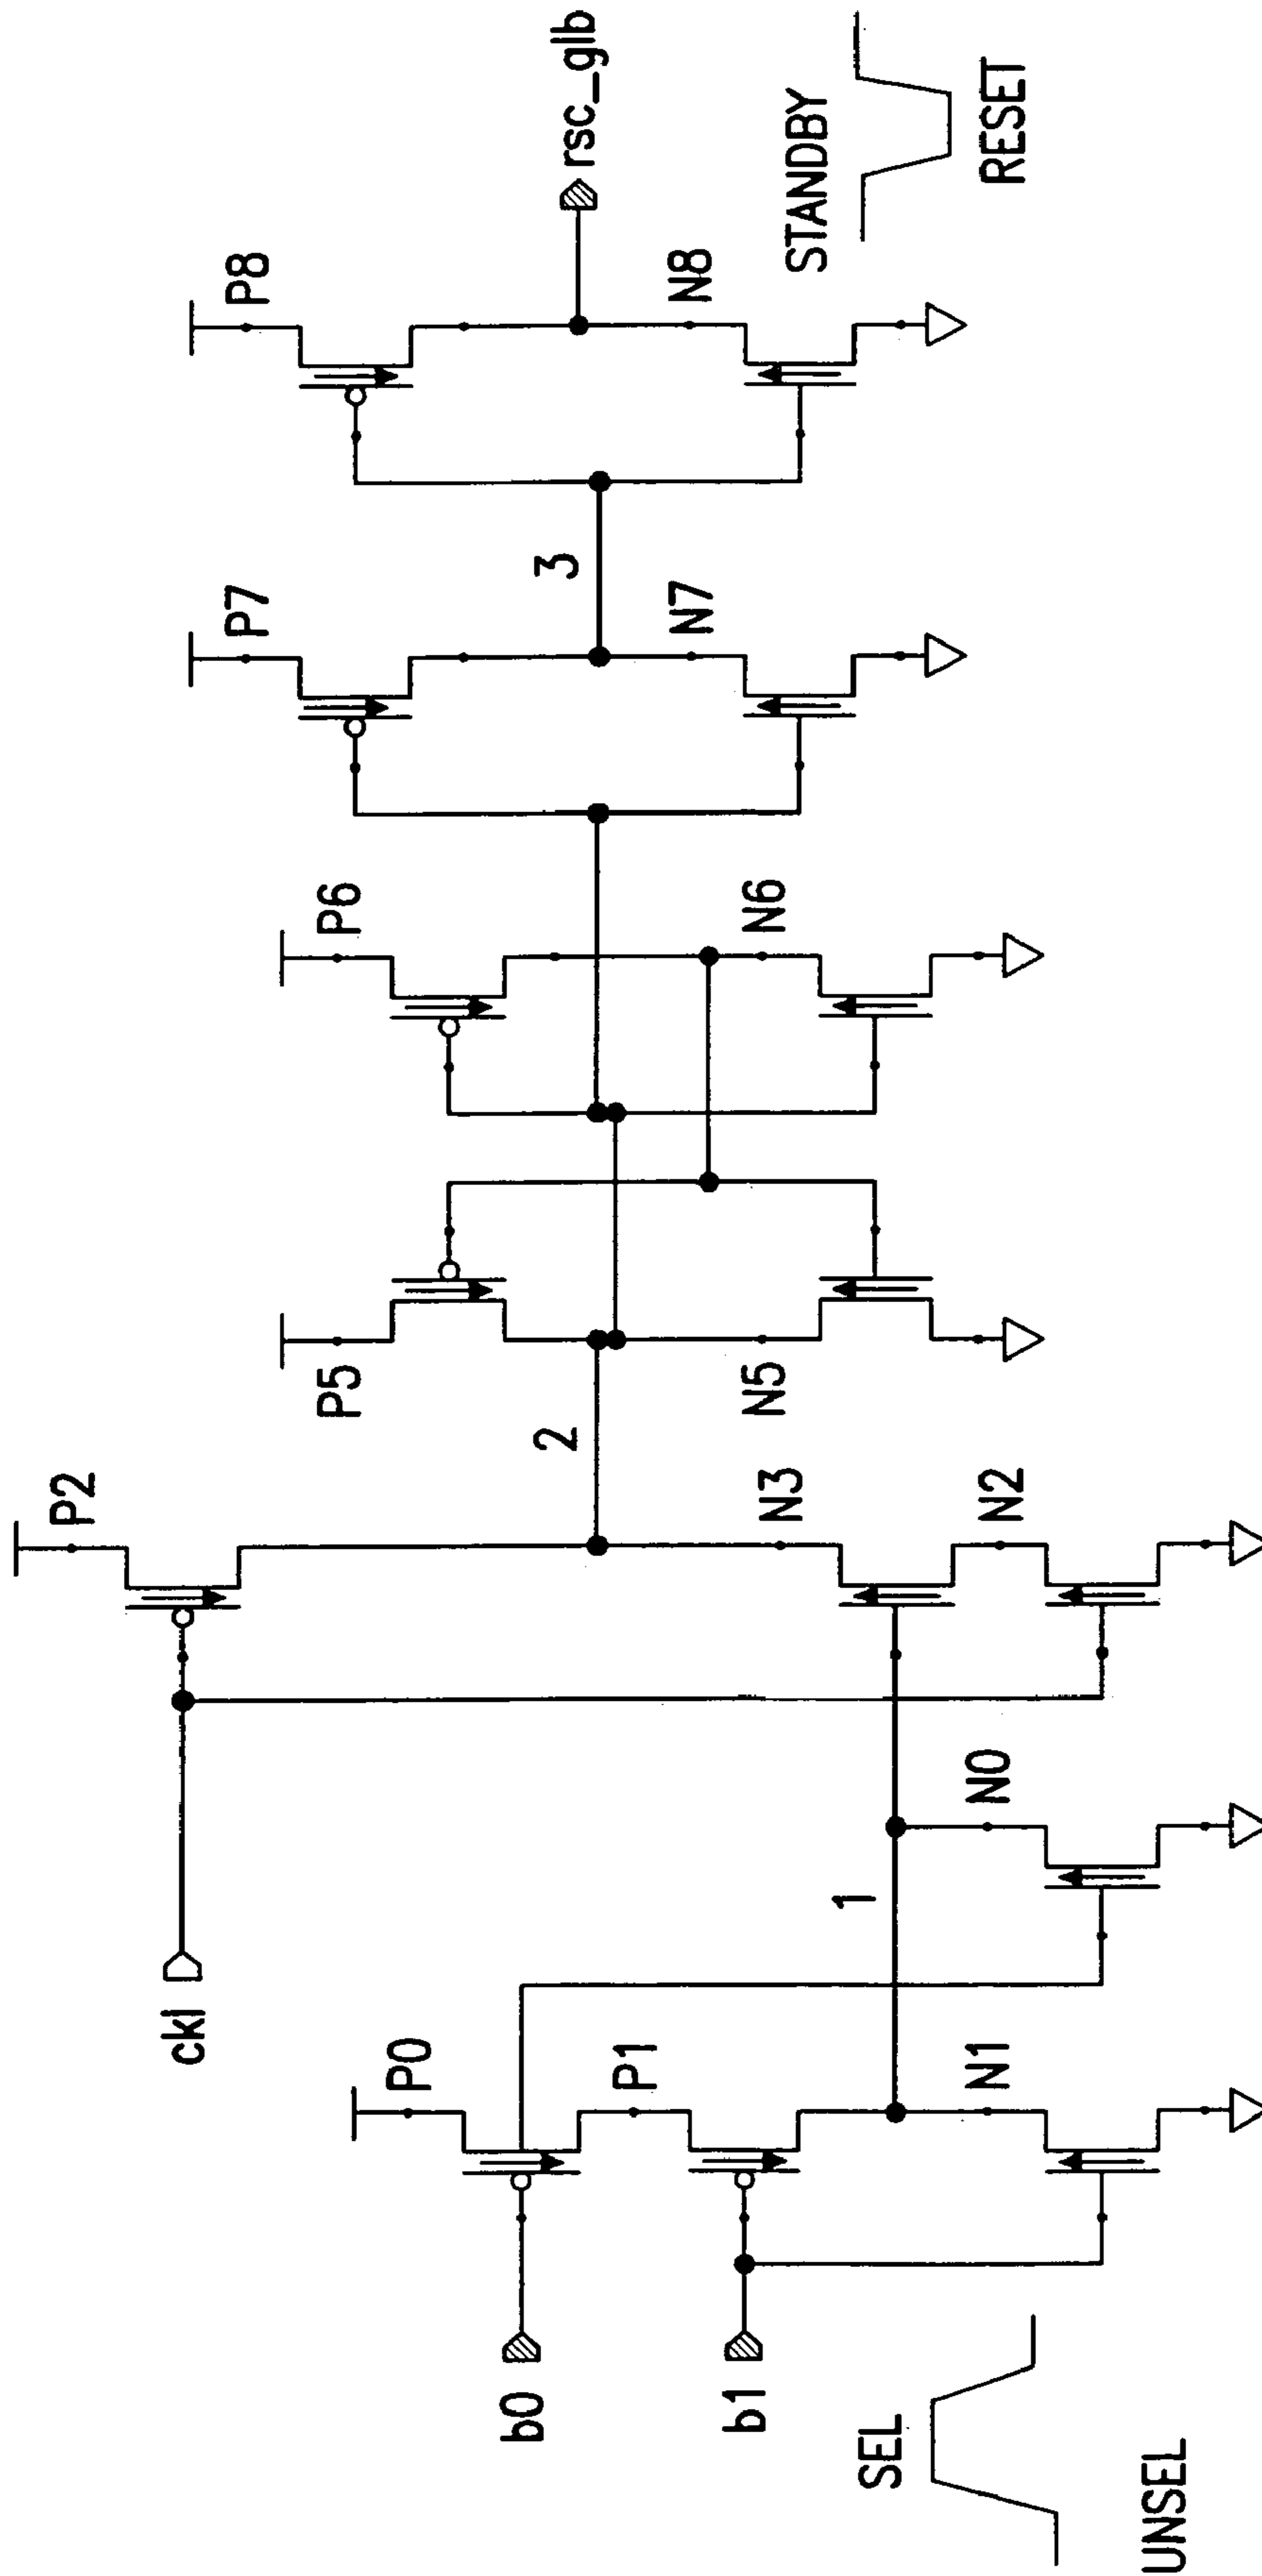 P2
P5
P6
P7
P8
ckl
P0
2
3
rsc_glb
b0
P1
N3
N5
N6
N7
N8
b1
1
N0
N2
STANDBY
SEL
N1
RESET
UNSEL